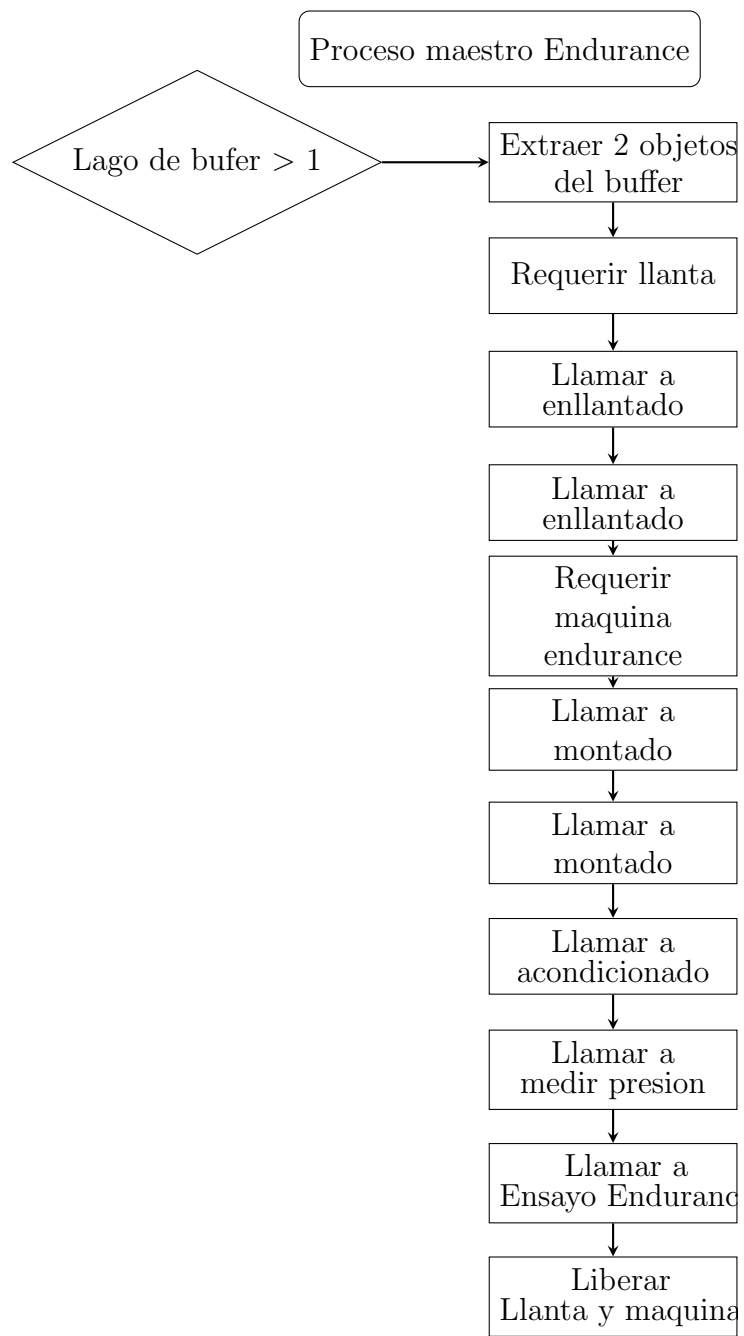 Proceso maestro Endurance
Lago de bufer > 1
Extraer 2 objetos
del buffer
Requerir llanta
Llamar a
enllantado
Llamar a
enllantado
Requerir
maquina
endurance
Llamar a
montado
Llamar a
montado
Llamar a
acondicionado
Llamar a
medir presion
Llamar a
Ensayo Enduranc
Liberar
Llanta y maquina